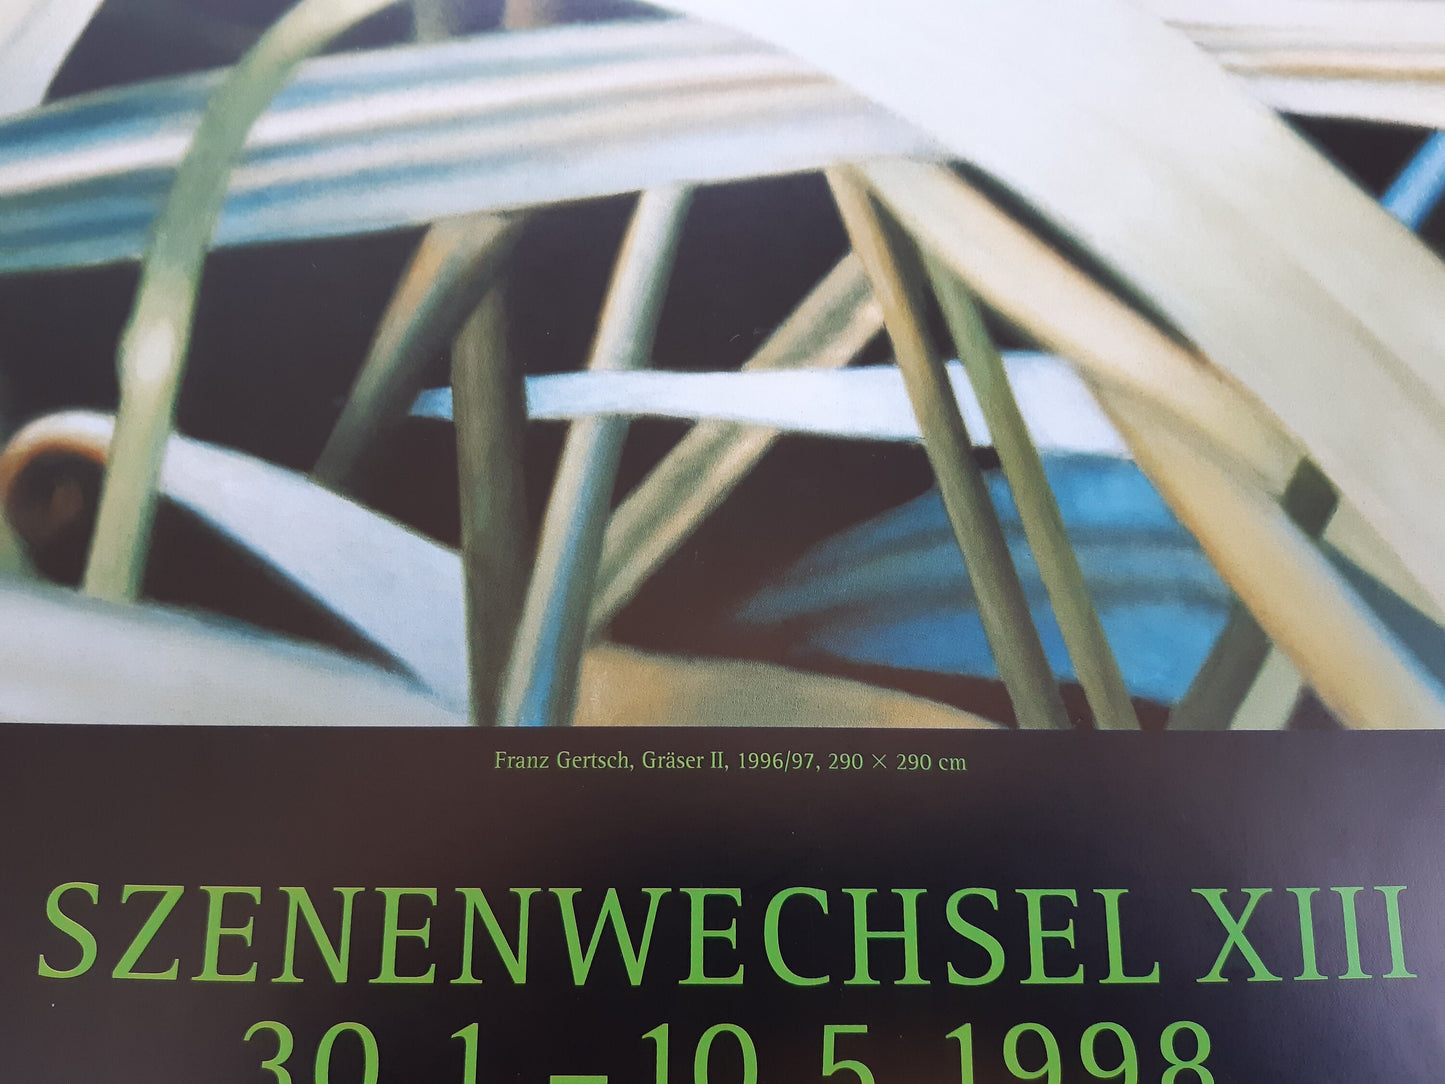 Franz Gertsch, Gräser II, 1996/97, 290 × 290 cm
SZENENWECHSEL XIII
30.1.–10.5.1998